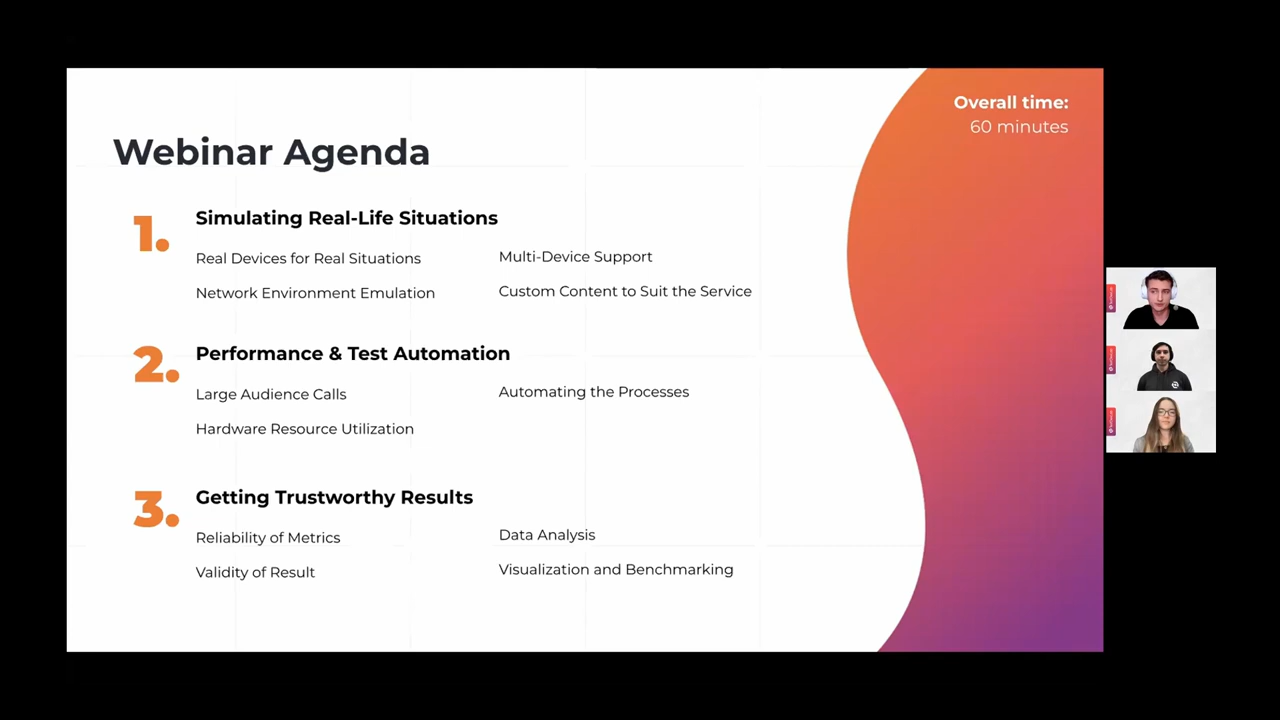 Overall time:
60 minutes
Webinar Agenda
1.
Simulating Real-Life Situations
Real Devices for Real Situations
Network Environment Emulation
Multi-Device Support
Custom Content to Suit the Service
2.
Performance & Test Automation
Large Audience Calls
Hardware Resource Utilization
Automating the Processes
3.
Getting Trustworthy Results
Reliability of Metrics
Validity of Result
Data Analysis
Visualization and Benchmarking